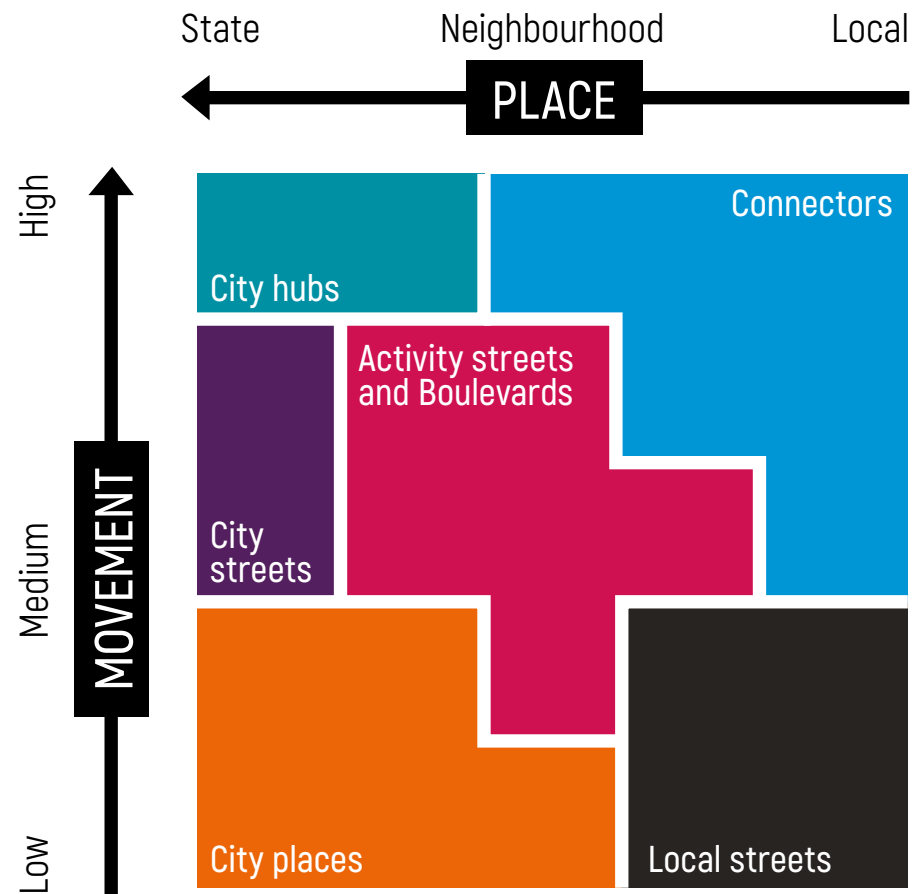 State Neighbourhood Local
PLACE
High
Connectors
City hubs
Activity streets
and Boulevards
MOVEMENT
Medium
City
streets
Low
City places
Local streets